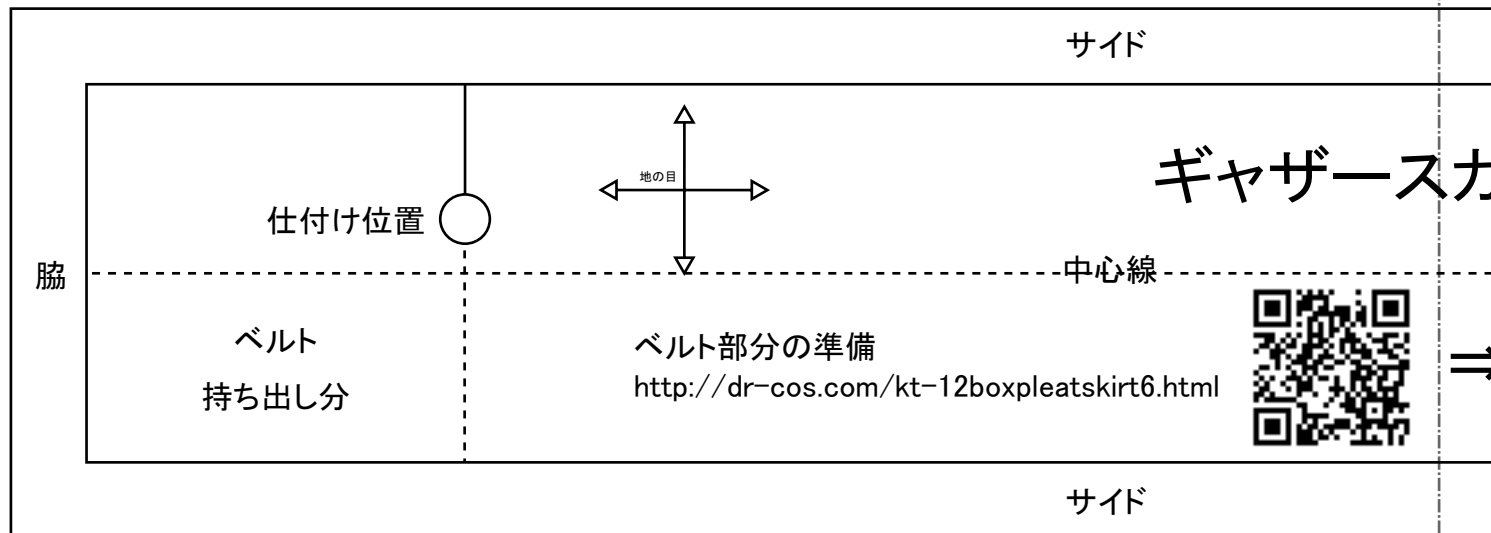 サイド
ギャザースカ
地の目
仕付け位置
脇
中心線
ベルト
持ち出し分
ベルト部分の準備
http://dr-cos.com/kt-12boxpleatskirt6.html
⇒
サイド